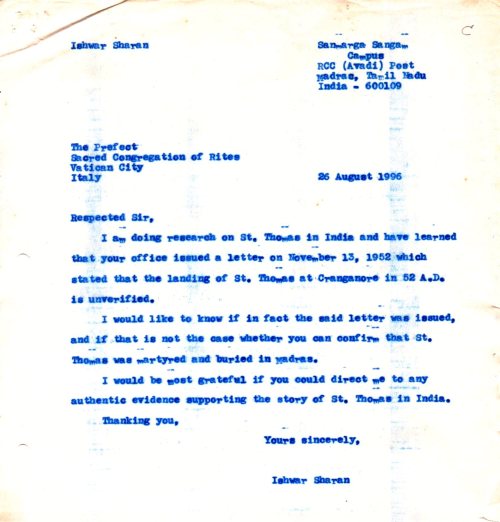 C
Ishwar Sharan
Sanmarga Sangam
Campus
RCC (Avadi) Post
Madras, Tamil Nadu
India - 600109
The Prefect
Sacred Congregation of Rites
Vatican City
Italy
26 August 1996
Respected Sir,
I am doing research on St. Thomas in India and have learned
that your office issued a letter on November 13, 1952 which
stated that the landing of St. Thomas at Cranganore in 52 A.D.
is unverified.
I would like to know if in fact the said letter was issued,
and if that is not the case whether you can confirm that St.
Thomas was martyred and buried in Madras.
I would be most grateful if you could direct me to any
authentic evidence supporting the story of St. Thomas in India.
Thanking you,
Yours sincerely,
Ishwar Sharan